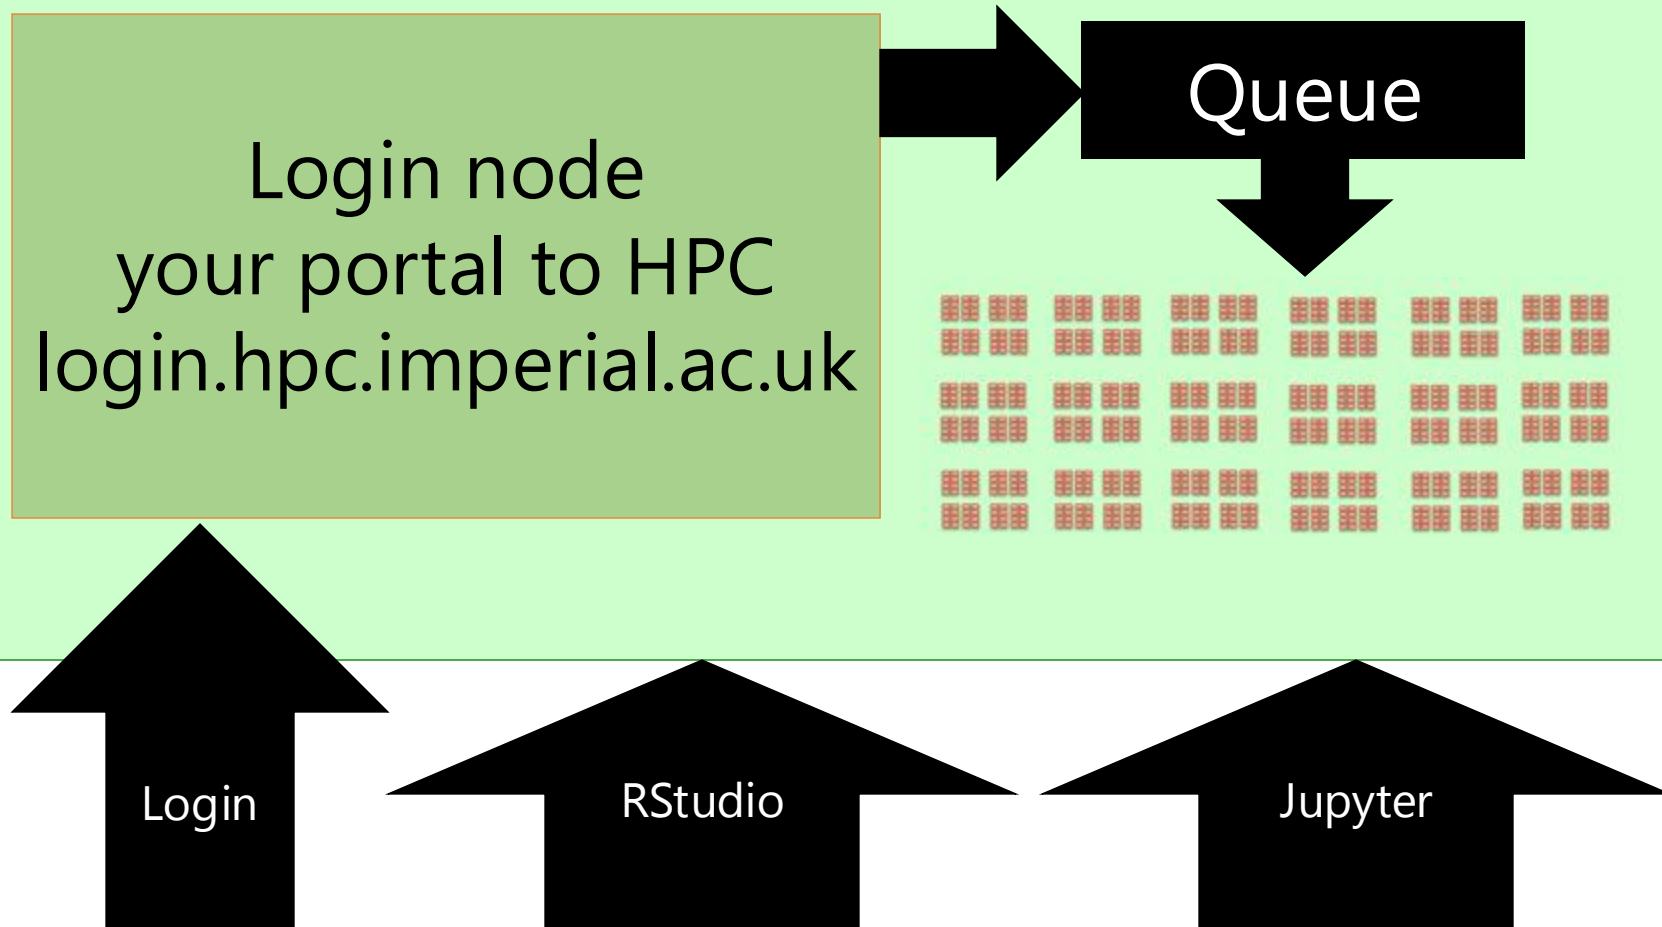 Login node
your portal to HPC
login.hpc.imperial.ac.uk
Queue
Login
RStudio
Jupyter